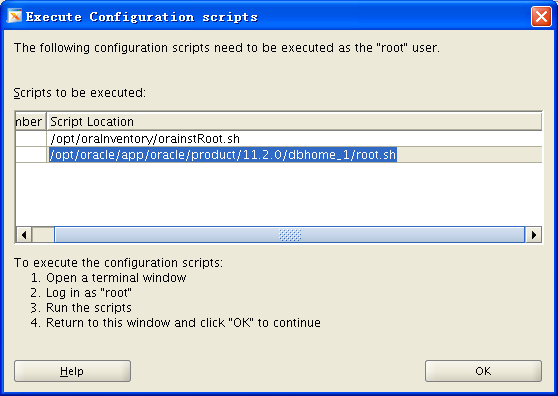 Execute Configuration scripts
The following configuration scripts need to be executed as the "root" user.
Scripts to be executed:
nber Script Location
/opt/oraInventory/orainstRoot.sh
/opt/oracle/app/oracle/product/11.2.0/dbhome_1/root.sh
To execute the configuration scripts:
1. Open a terminal window
2. Log in as "root"
3. Run the scripts
4. Return to this window and click "OK" to continue
Help OK